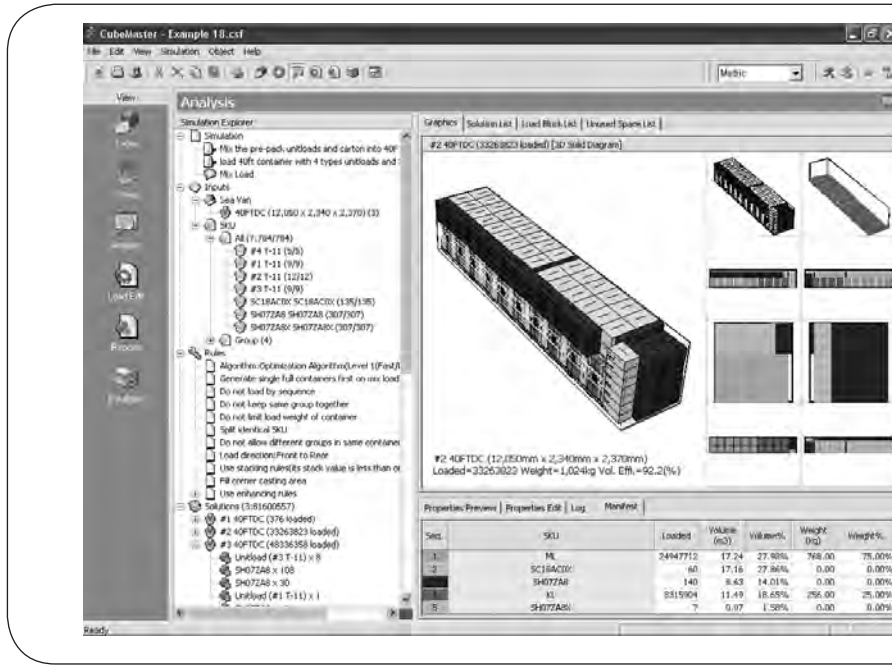 CubeMaster - Example 18.csf
File Edit View Simulation Object Help
Metric
View
Analysis
Simulation Explorer
Simulation
Mix the pre-pack unitloads and carton into 40F
load 40ft container with 4 types unitloads and
Mix Load
Inputs
Sea Van
40FTDC (12,050 x 2,340 x 2,370) (3)
SKU
All (7:784/784)
#4 T-11 (5/5)
#1 T-11 (9/9)
#2 T-11 (12/12)
#3 T-11 (9/9)
SC18AC0X SC18AC0X (135/135)
SH07ZA8 SH07ZA8 (307/307)
SH07ZA8X SH07ZA8X (307/307)
Group (4)
Rules
Algorithm:Optimization Algorithm(Level 1(Fast/
Generate single full containers first on mix load
Do not load by sequence
Do not keep same group together
Do not limit load weight of container
Split identical SKU
Do not allow different groups in same container
Load direction:Front to Rear
Use stacking rules(its stack value is less than or
Fill corner casting area
Use enhancing rules
Solutions (3:81600557)
#1 40FTDC (376 loaded)
#2 40FTDC (33263823 loaded)
#3 40FTDC (48336358 loaded)
Unitload (#3 T-11) x 8
SH07ZA8 x 108
SH07ZA8 x 30
Unitload (#1 T-11) x 1
Load Edit
Reports
Graphics Solution List Load Block List Unused Space List
#2 40FTDC (33263823 loaded) [3D Solid Diagram]
#2 40FTDC (12,050mm x 2,340mm x 2,370mm)
Loaded=33263823 Weight=1,024kg Vol. Effi.=92.2(%)
Properties Preview Properties Edit Log Manifest
Seq. SKU Loaded Volume (m3) Volume% Weight (kg) Weight%
1 ML 24947712 17.24 27.98% 768.00 75.00%
2 SC18AC0X 60 17.16 27.86% 0.00 0.00%
SH07ZA8 140 8.63 14.01% 0.00 0.00%
4 KL 8315904 11.49 18.65% 256.00 25.00%
5 SH07ZA8X 7 0.97 1.58% 0.00 0.00%
Ready